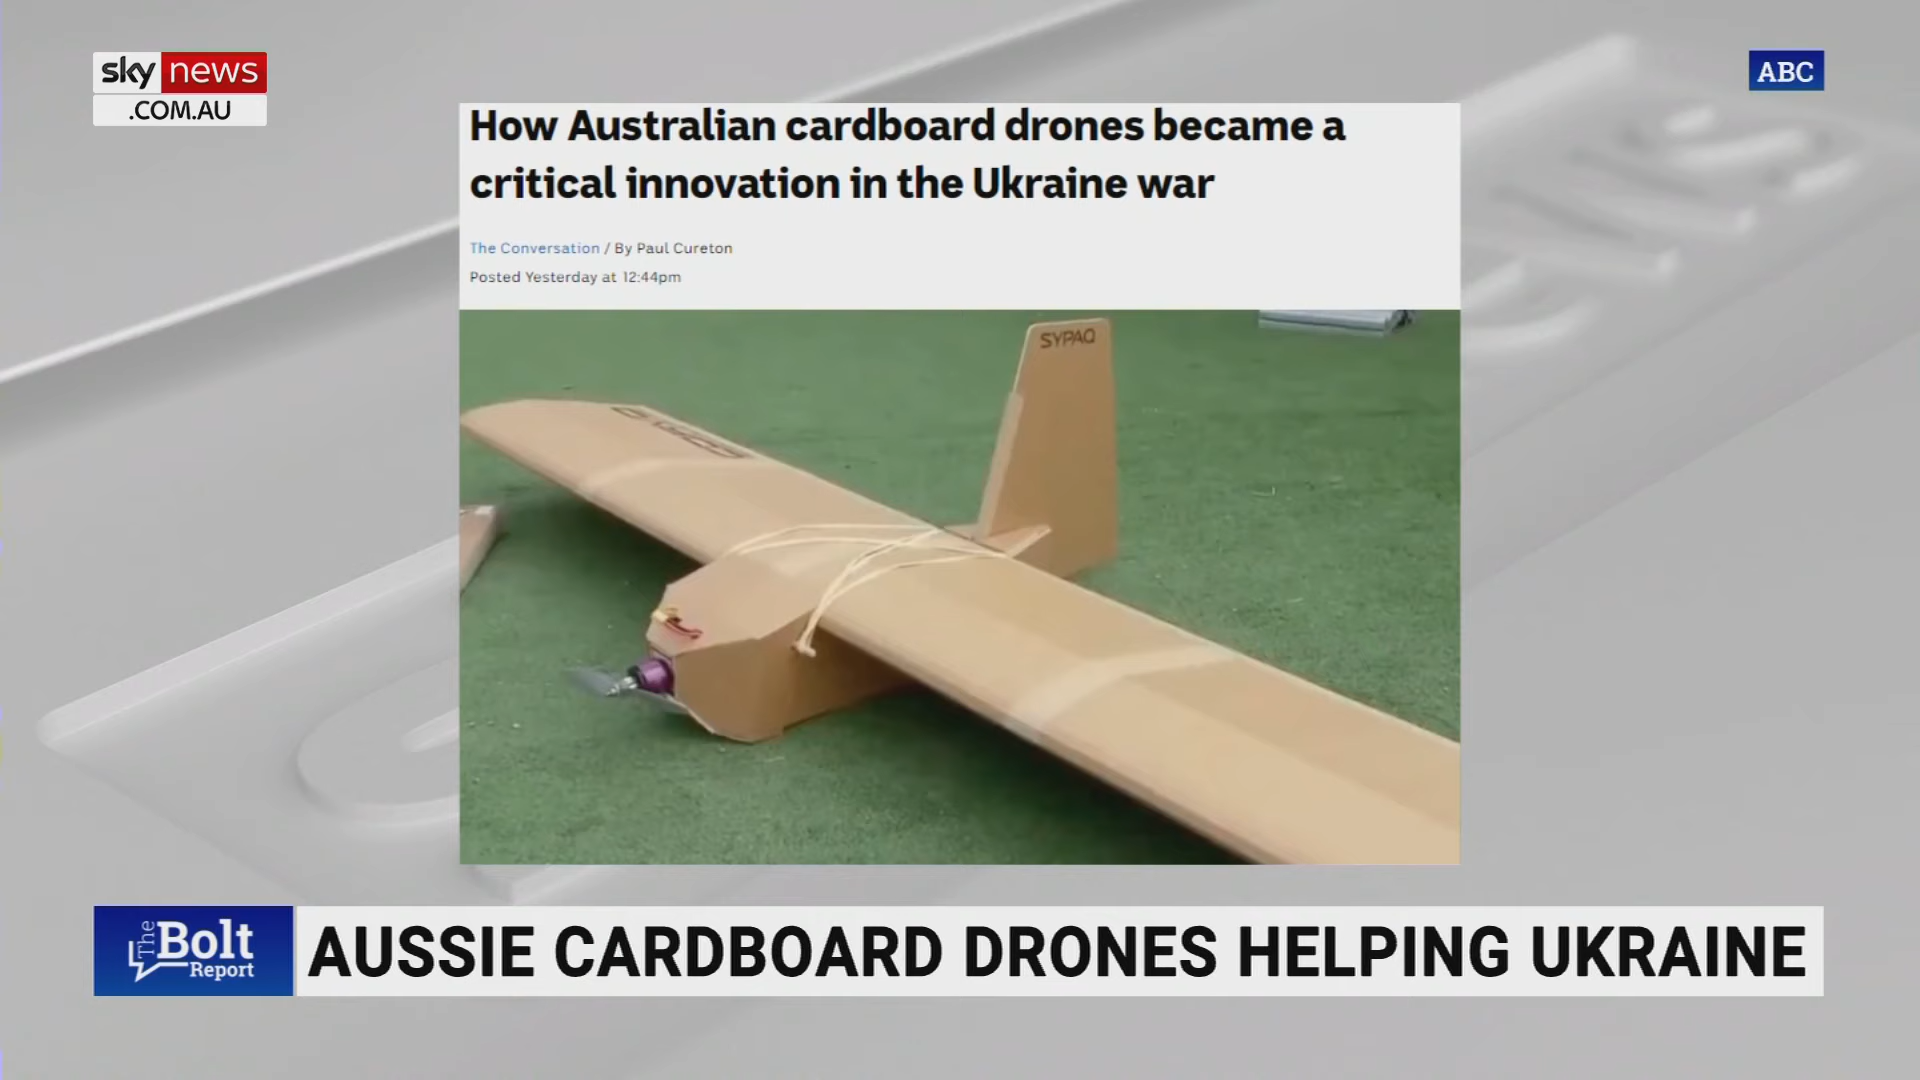 sky news
.COM.AU
ABC
How Australian cardboard drones became a
critical innovation in the Ukraine war
The Conversation / By Paul Cureton
Posted Yesterday at 12:44pm
SYPAQ
The Bolt Report
AUSSIE CARDBOARD DRONES HELPING UKRAINE